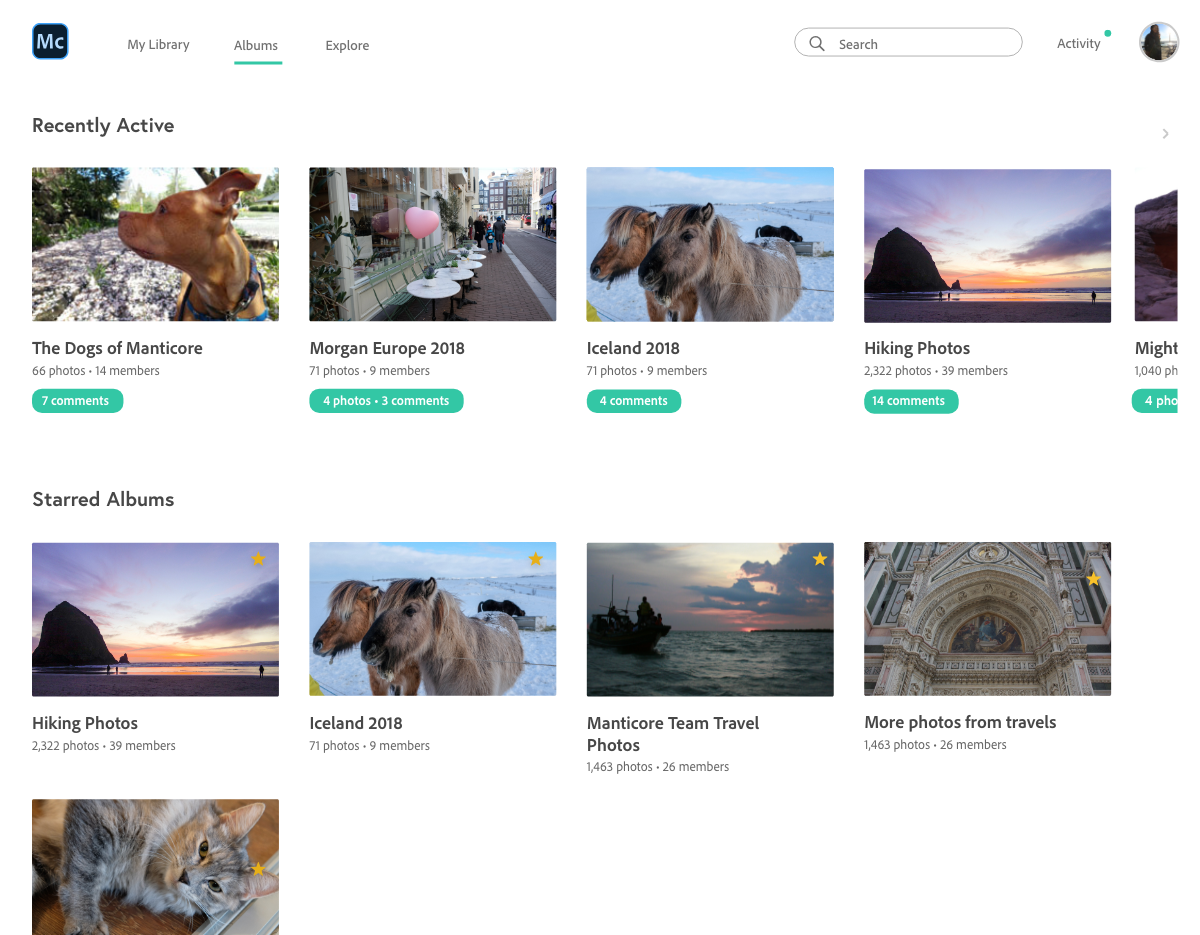 Mc
My Library
Albums
Explore
Search
Activity
Recently Active
The Dogs of Manticore
66 photos • 14 members
7 comments
Morgan Europe 2018
71 photos • 9 members
4 photos • 3 comments
Iceland 2018
71 photos • 9 members
4 comments
Hiking Photos
2,322 photos • 39 members
14 comments
Might
1,040 ph
4 pho
Starred Albums
Hiking Photos
2,322 photos • 39 members
Iceland 2018
71 photos • 9 members
Manticore Team Travel
Photos
1,463 photos • 26 members
More photos from travels
1,463 photos • 26 members